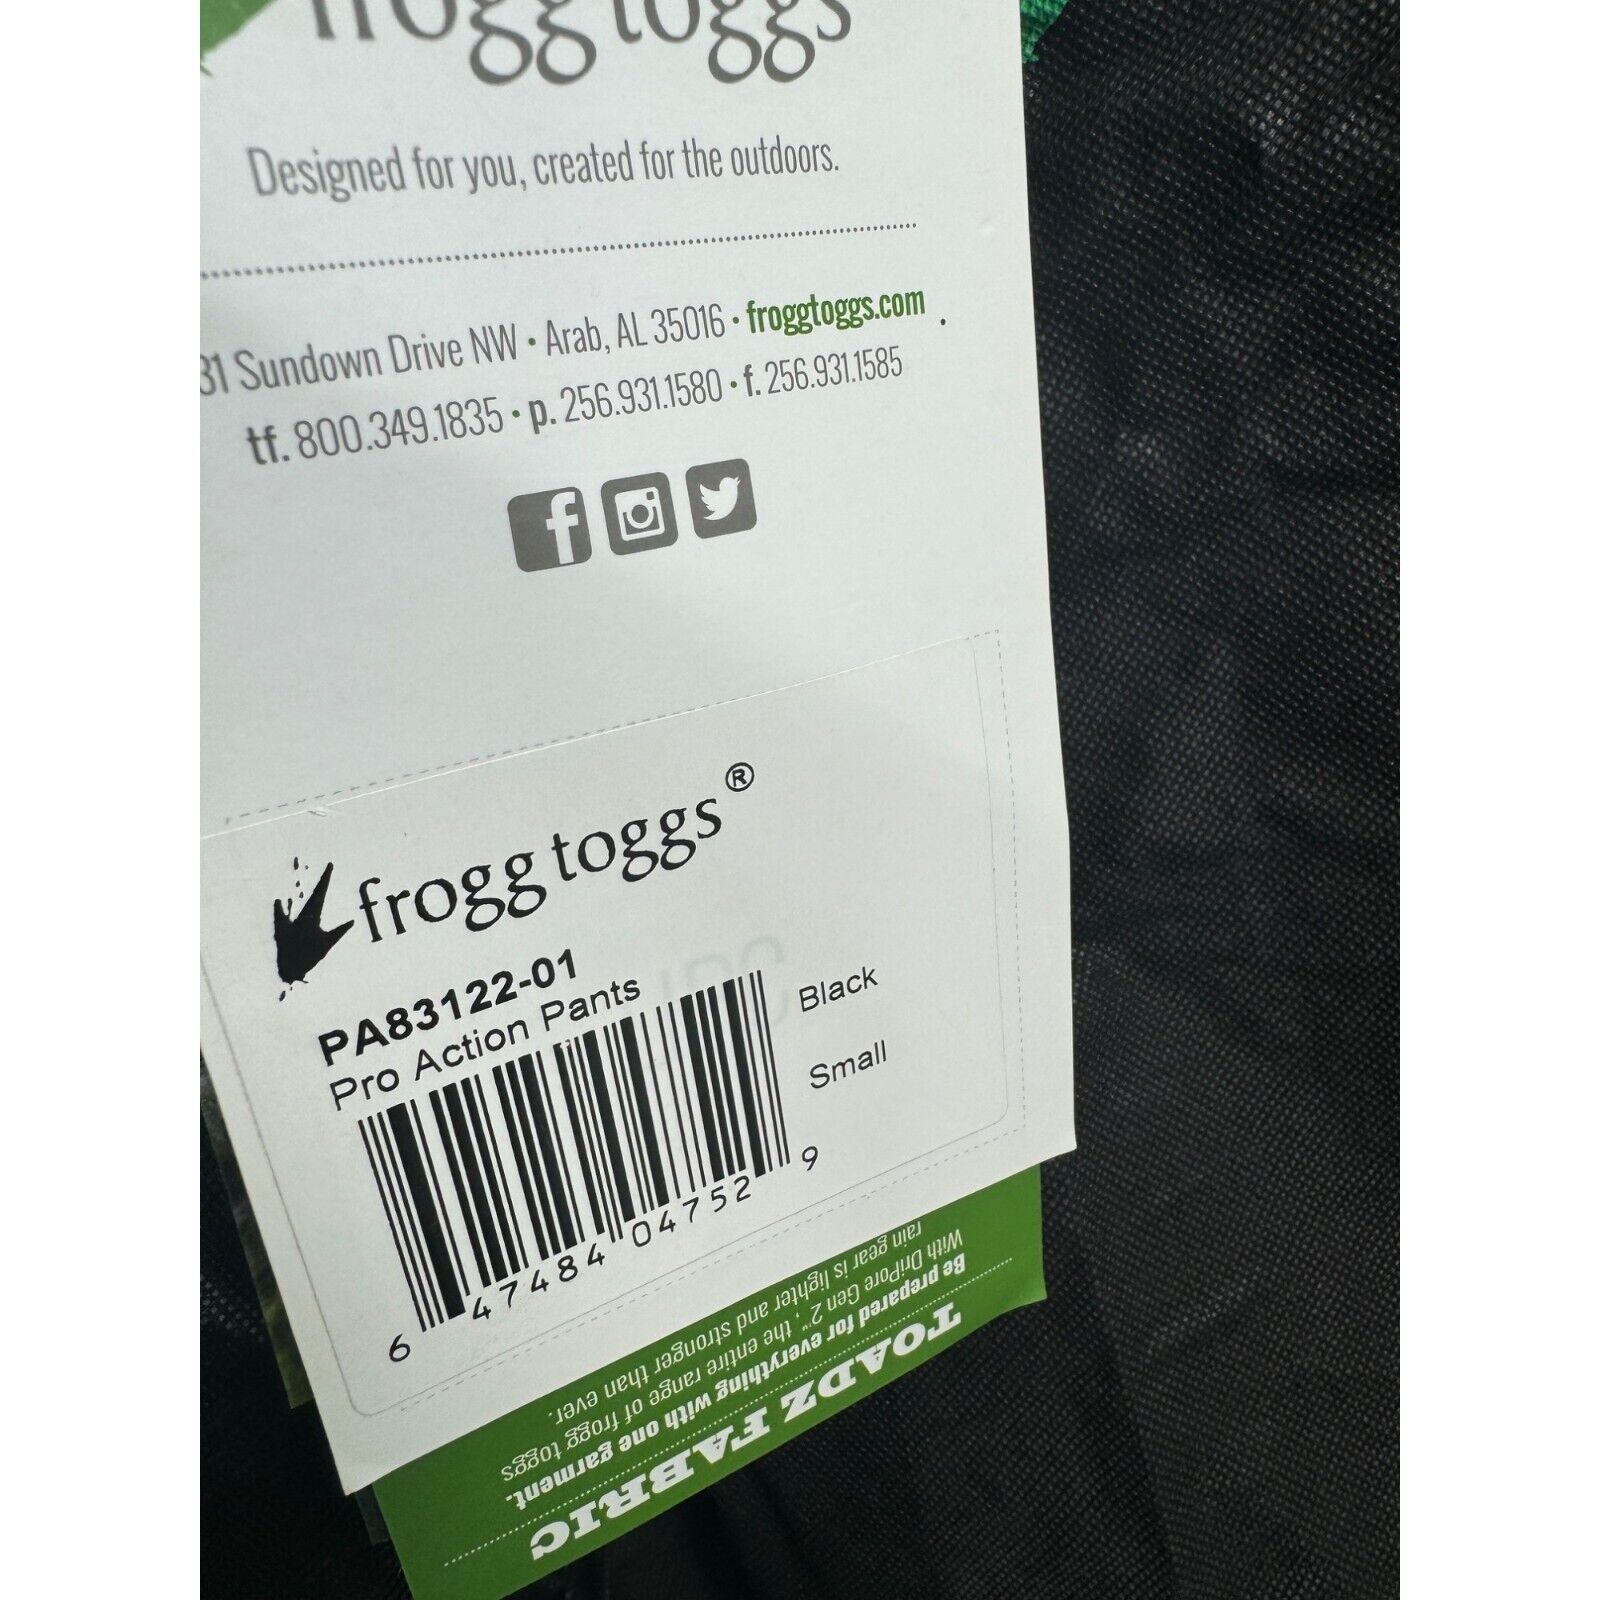 frogg toggs
Designed for you, created for the outdoors.
31 Sundown Drive NW • Arab, AL 35016 • froggtoggs.com
tf. 800.349.1835 • p. 256.931.1580 • f. 256.931.1585
frogg toggs®
PA83122-01
Pro Action Pants
Black
Small
6 47484 04752 9
TOADZ FABRIC
Be prepared for everything with one garment.
With DriPore Gen 2™, the entire range of frogg toggs
rain gear is lighter and stronger than ever.